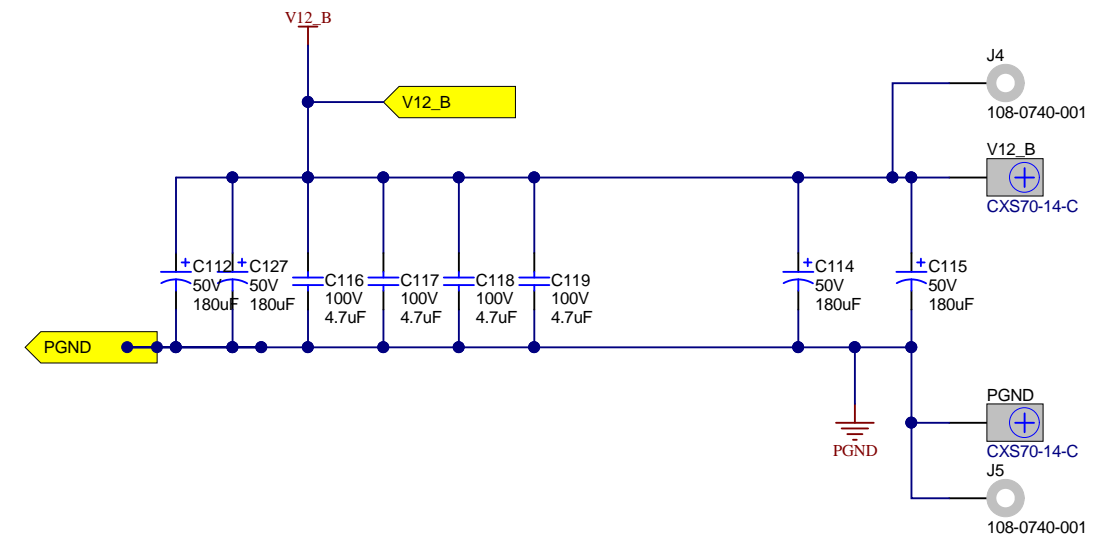 V12_B
V12_B
J4
108-0740-001
V12_B
CXS70-14-C
C112
50V
180uF
C127
50V
180uF
C116
100V
4.7uF
C117
100V
4.7uF
C118
100V
4.7uF
C119
100V
4.7uF
C114
50V
180uF
C115
50V
180uF
PGND
PGND
PGND
CXS70-14-C
J5
108-0740-001